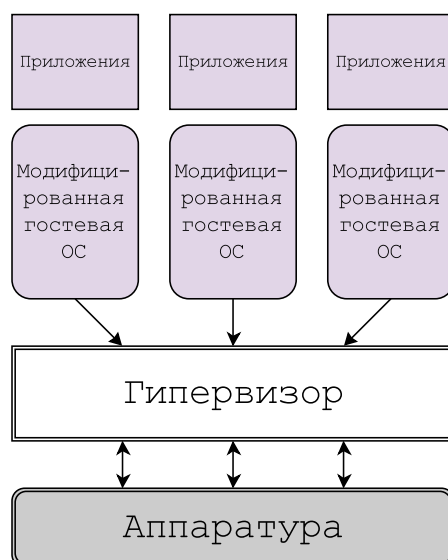 Приложения
Приложения
Приложения
Модифици-
рованная
гостевая
ОС
Модифици-
рованная
гостевая
ОС
Модифици-
рованная
гостевая
ОС
Гипервизор
Аппаратура